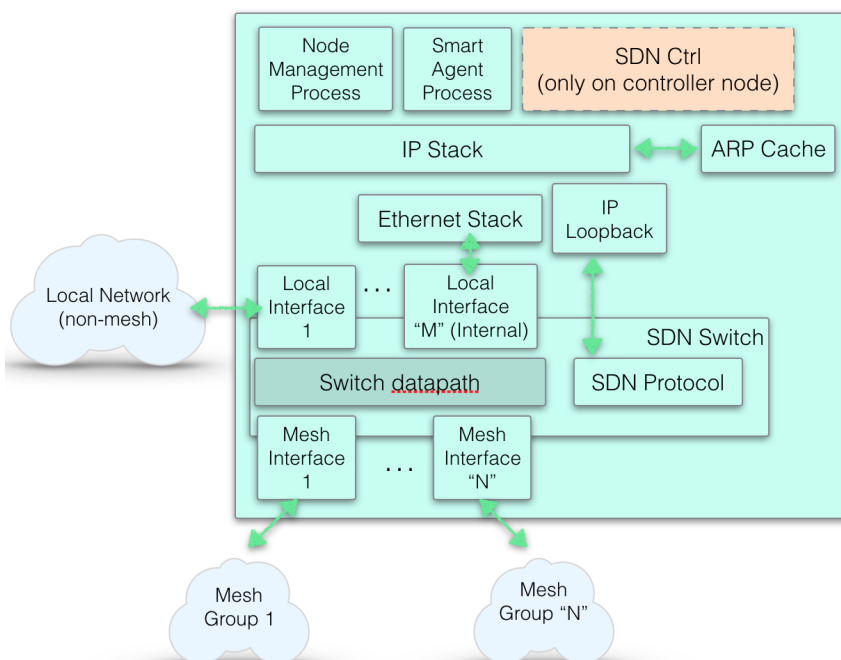 Node
Management
Process
Smart
Agent
Process
SDN Ctrl
(only on controller node)
IP Stack
ARP Cache
IP
Loopback
Ethernet Stack
Local Network
(non-mesh)
Local
Interface
1
...
Local
Interface
“M” (Internal)
SDN Switch
Switch datapath
SDN Protocol
Mesh
Interface
1
...
Mesh
Interface
“N”
Mesh
Group 1
Mesh
Group “N”